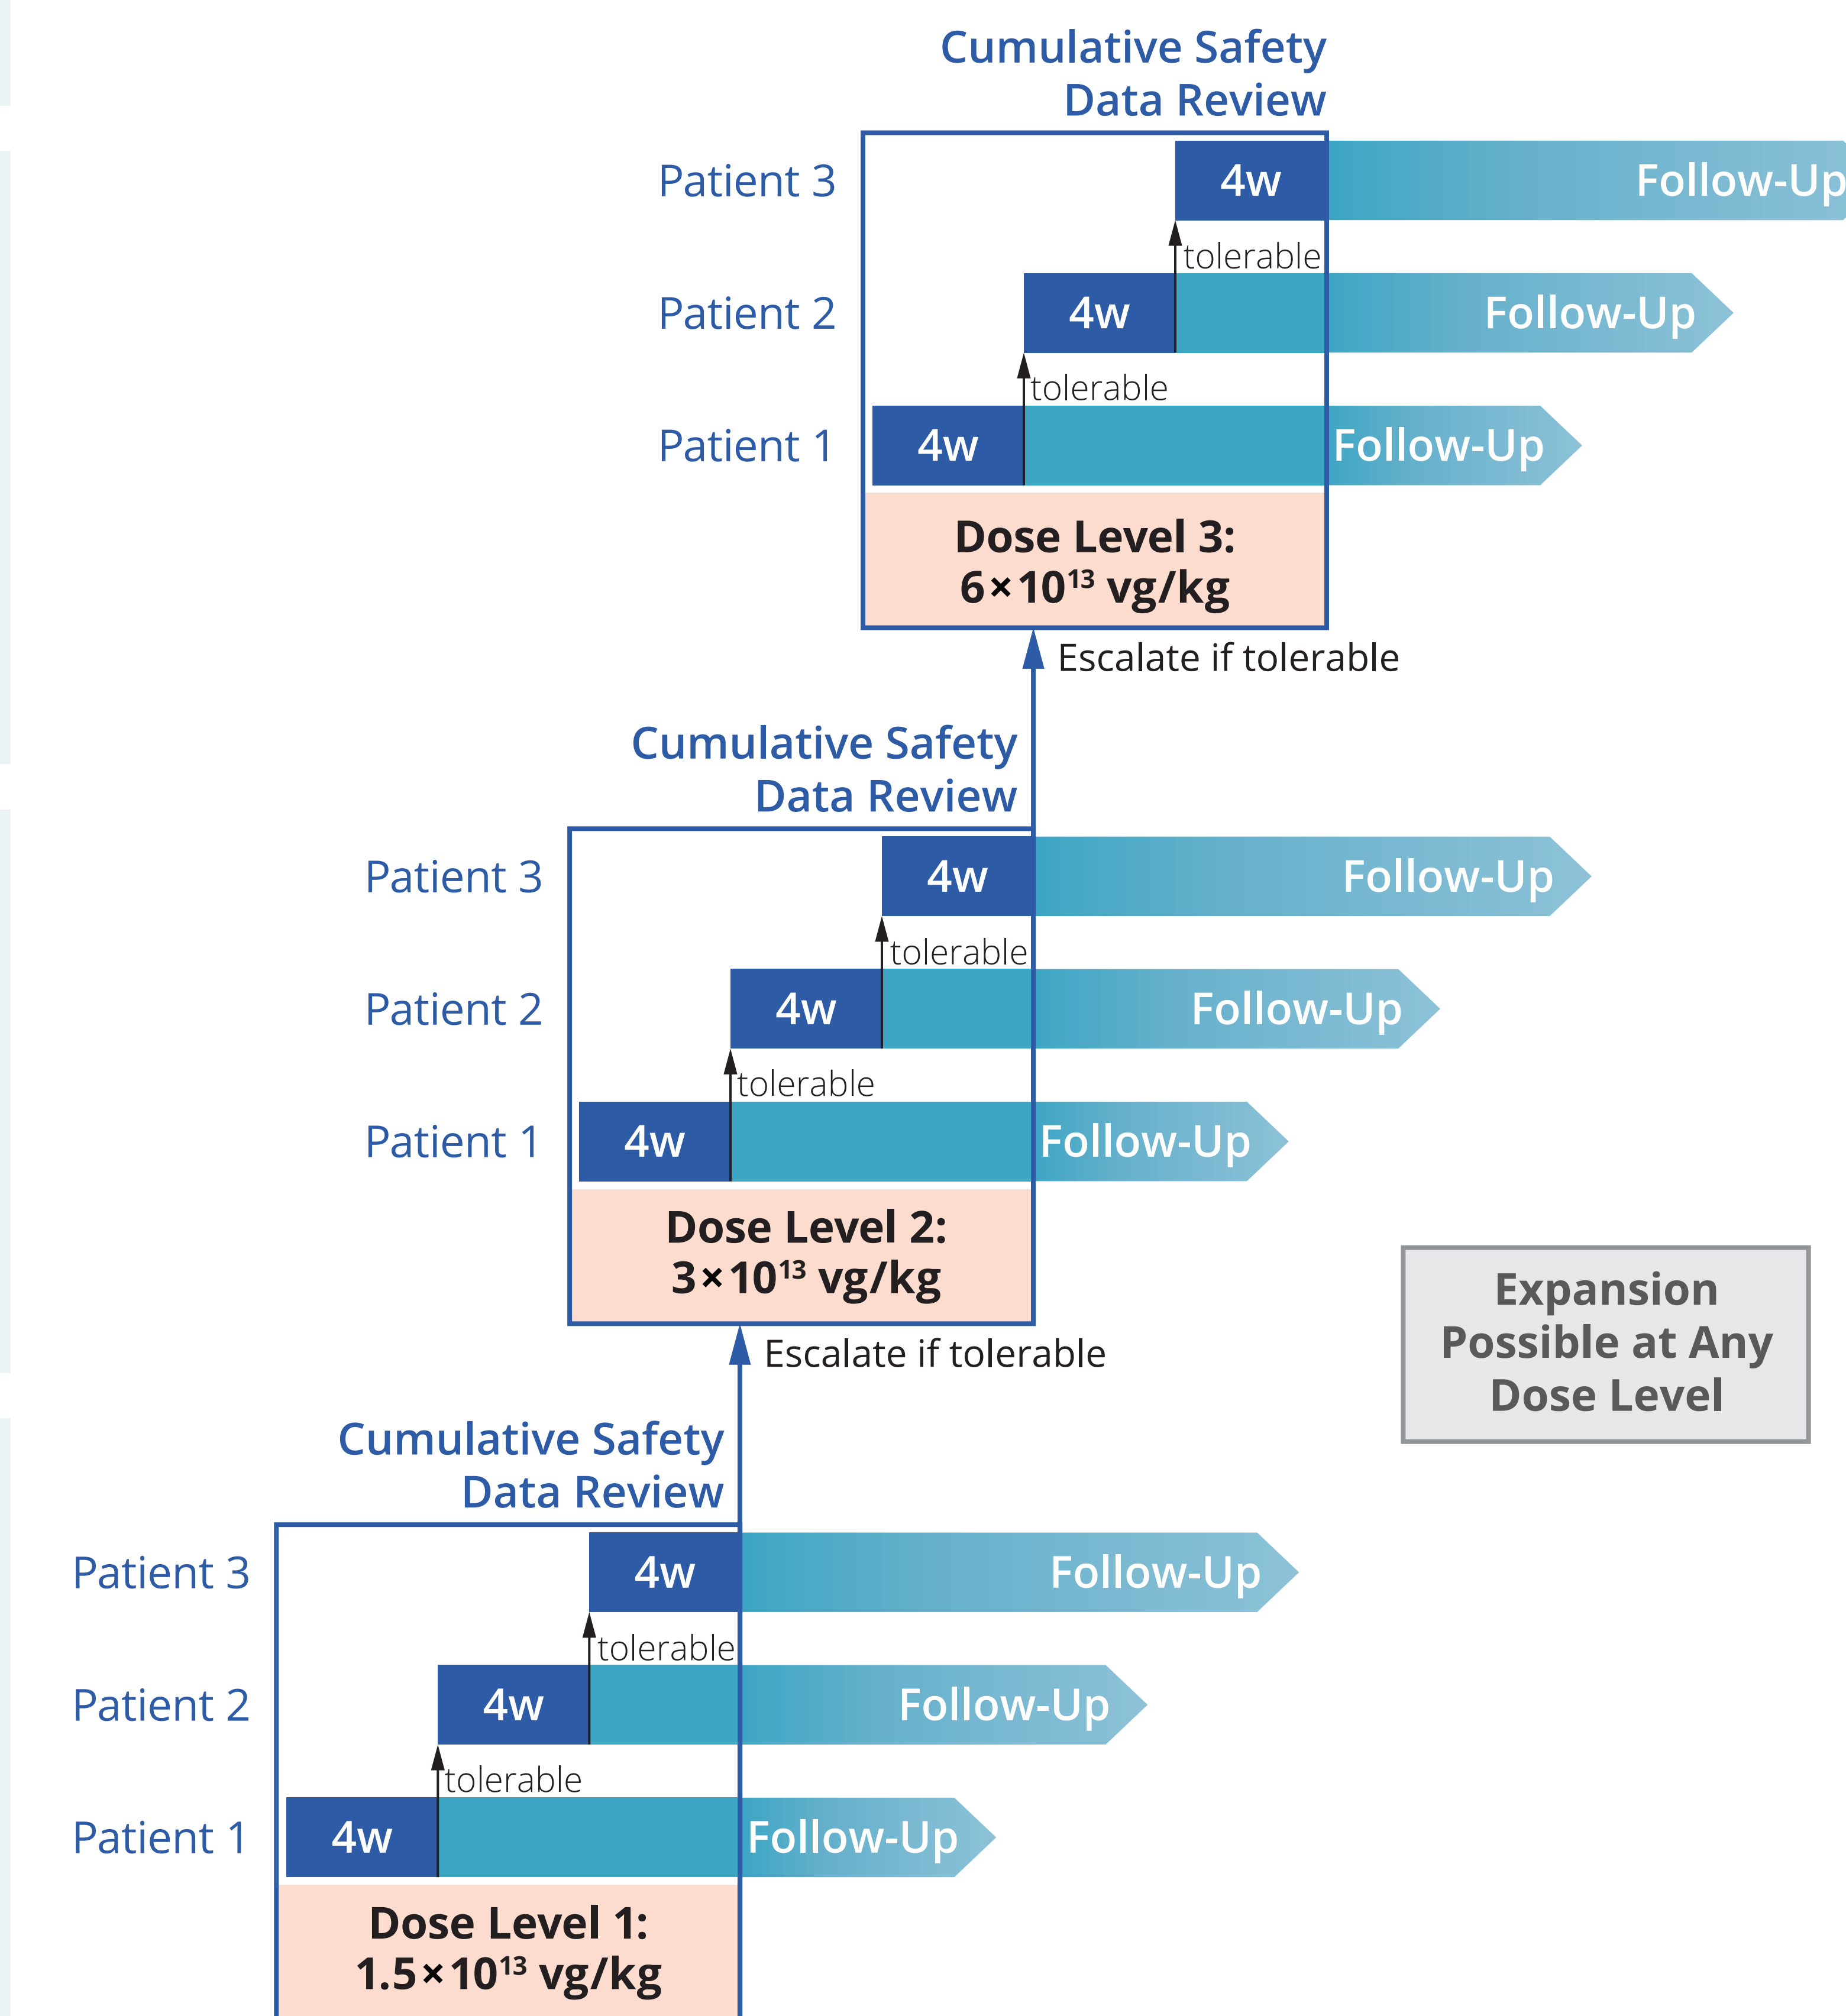 Cumulative Safety
Data Review
Patient 3
4w
Follow-Up
tolerable
Patient 2
4w
Follow-Up
tolerable
Patient 1
4w
Follow-Up
Dose Level 3:
6×10¹³ vg/kg
Escalate if tolerable
Cumulative Safety
Data Review
Patient 3
4w
Follow-Up
tolerable
Patient 2
4w
Follow-Up
tolerable
Patient 1
4w
Follow-Up
Dose Level 2:
3×10¹³ vg/kg
Expansion
Possible at Any
Dose Level
Escalate if tolerable
Cumulative Safety
Data Review
Patient 3
4w
Follow-Up
tolerable
Patient 2
4w
Follow-Up
tolerable
Patient 1
4w
Follow-Up
Dose Level 1:
1.5×10¹³ vg/kg